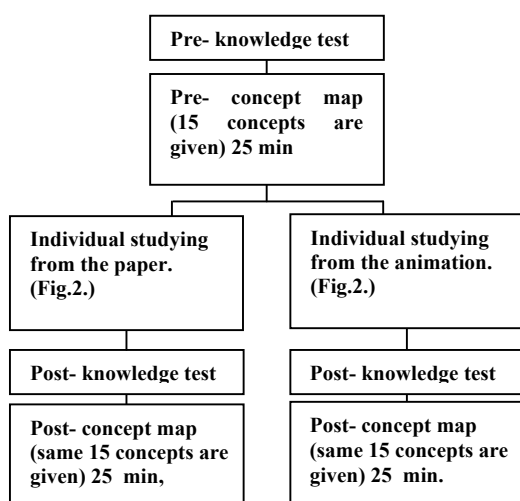 Pre- knowledge test
Pre- concept map
(15 concepts are
given) 25 min
Individual studying
from the paper.
(Fig.2.)
Individual studying
from the animation.
(Fig.2.)
Post- knowledge test
Post- knowledge test
Post- concept map
(same 15 concepts are
given) 25 min,
Post- concept map
(same 15 concepts are
given) 25 min.